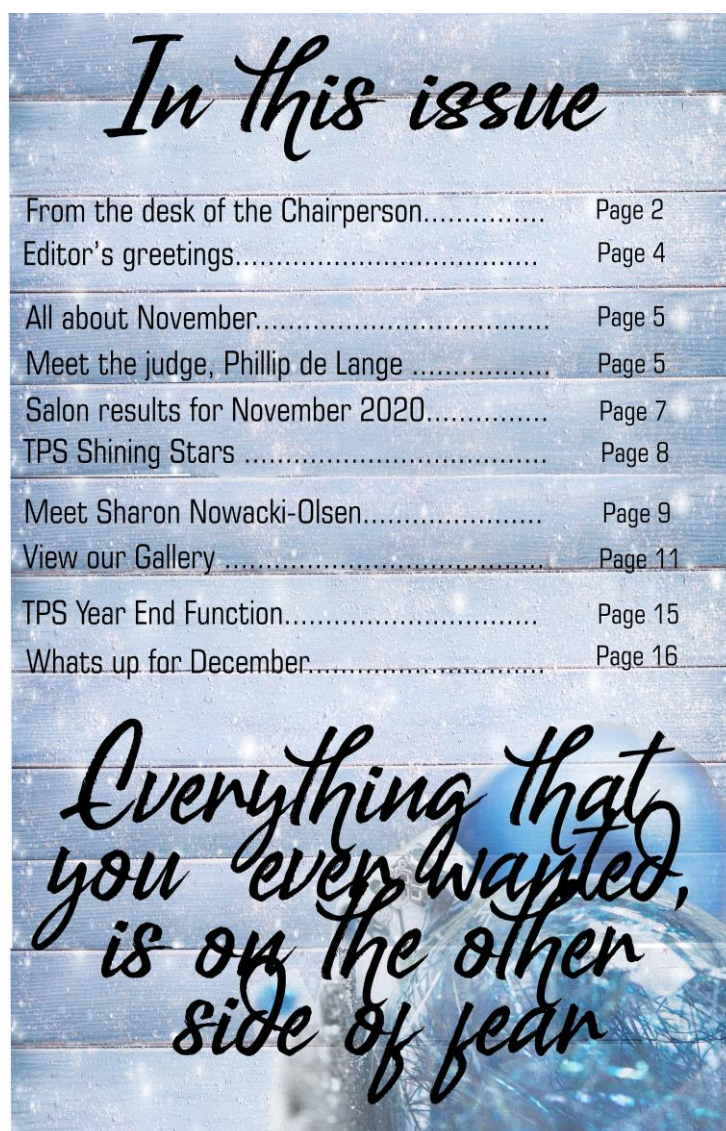 In this issue
From the desk of the Chairperson............... Page 2
Editor's greetings..................................... Page 4
All about November.................................... Page 5
Meet the judge, Phillip de Lange ................. Page 5
Salon results for November 2020............... Page 7
TPS Shining Stars ..................................... Page 8
Meet Sharon Nowacki-Olsen...................... Page 9
View our Gallery ....................................... Page 11
TPS Year End Function............................... Page 15
Whats up for December............................. Page 16
Everything that
you even wanted,
is on the other
side of fear